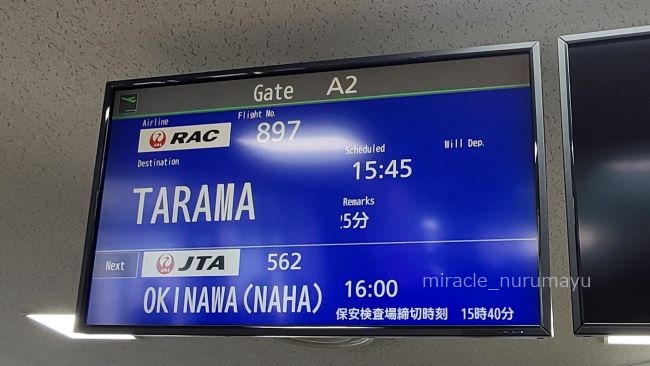 Gate A2
Airline
Flight No.
RAC 897
Scheduled
Will Dep.
Destination
15:45
TARAMA
Remarks
5分
Next JTA 562
OKINAWA(NAHA) 16:00
保安検査場締切時刻 15時40分
miracle_nurumayu